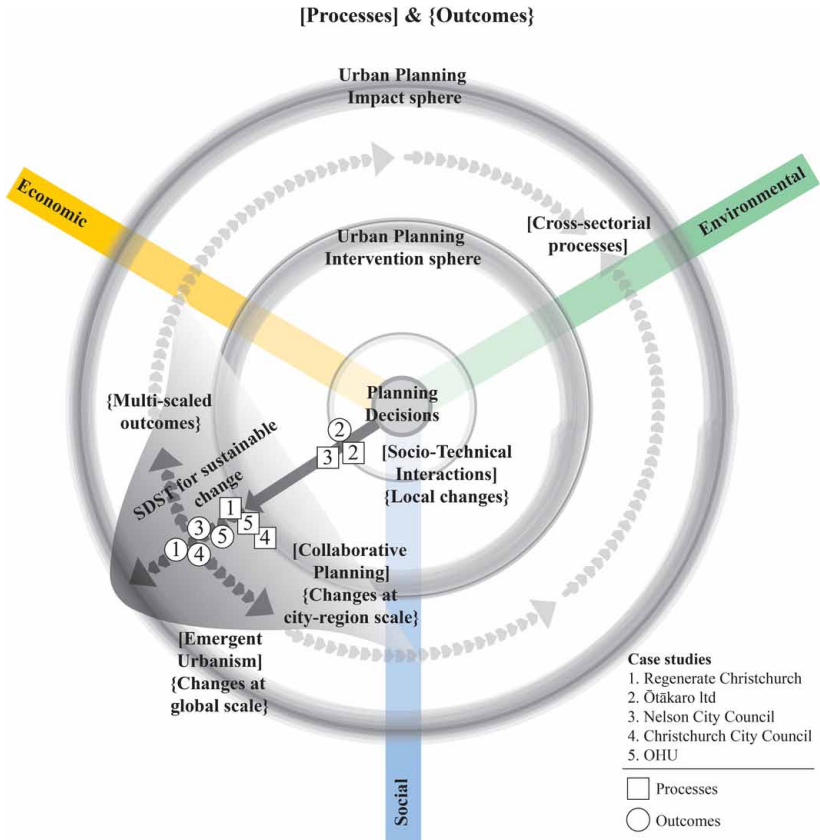 [Processes] & {Outcomes}
Urban Planning
Impact sphere
Economic
Environmental
[Cross-sectorial
processes]
Urban Planning
Intervention sphere
Planning
Decisions
{Multi-scaled
outcomes}
SDST for sustainable
change
2
3
2
[Socio-Technical
Interactions]
{Local changes}
1
3
5
5
4
1
4
[Collaborative
Planning]
{Changes at
city-region scale}
[Emergent
Urbanism]
{Changes at
global scale}
Social
Case studies
1. Regenerate Christchurch
2. Ōtākaro ltd
3. Nelson City Council
4. Christchurch City Council
5. OHU
Processes
Outcomes